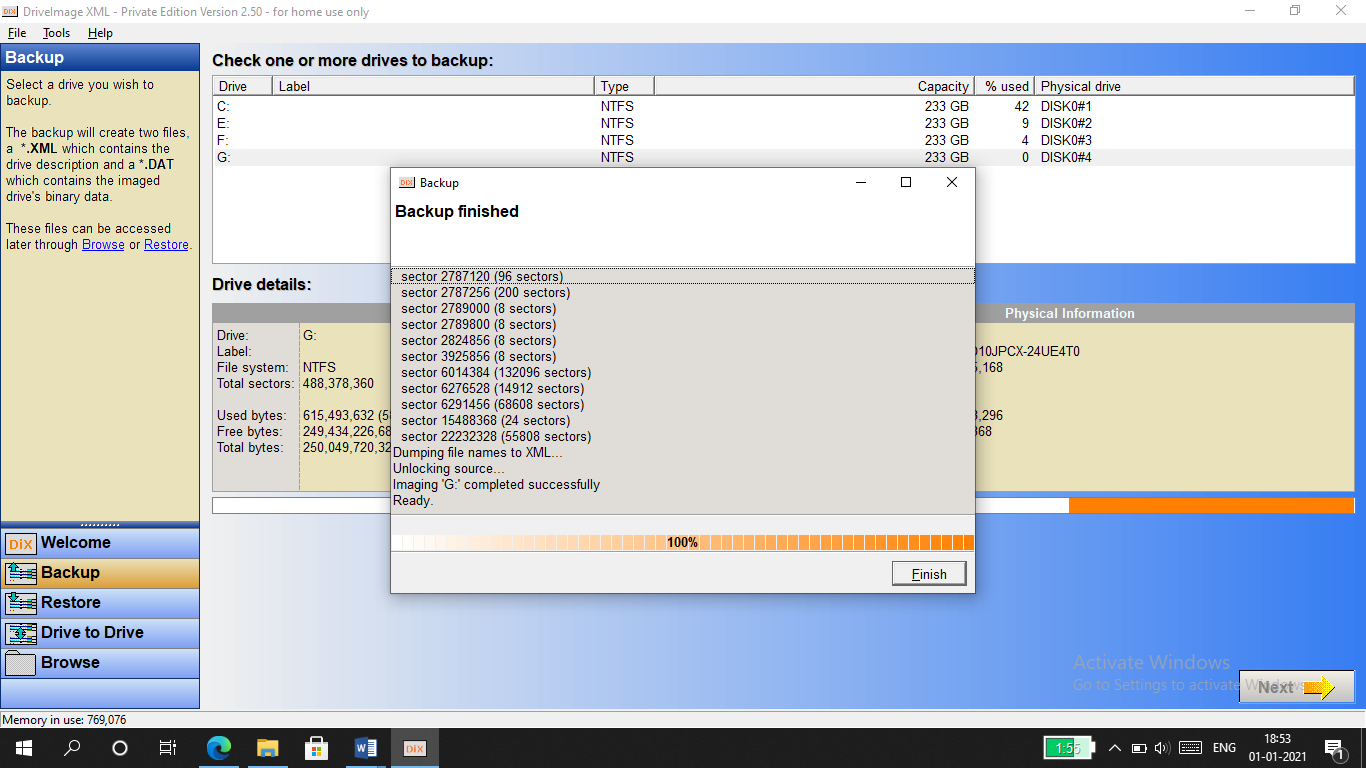 DiX DriveImage XML - Private Edition Version 2.50 - for home use only
File Tools Help
Backup
Select a drive you wish to
backup.
The backup will create two files,
a *.XML which contains the
drive description and a *.DAT
which contains the imaged
drive's binary data.
These files can be accessed
later through Browse or Restore.
DiX Welcome
Backup
Restore
Drive to Drive
Browse
Check one or more drives to backup:
Drive Label Type Capacity % used Physical drive
C: NTFS 233 GB 42 DISK0#1
E: NTFS 233 GB 9 DISK0#2
F: NTFS 233 GB 4 DISK0#3
G: NTFS 233 GB 0 DISK0#4
Drive details:
Physical Information
Drive: G:
Label:
File system: NTFS
Total sectors: 488,378,360
Used bytes: 615,493,632
Free bytes: 249,434,226,68
Total bytes: 250,049,720,32
10JPCX-24UE4T0
,168
,296
368
DiX Backup
Backup finished
sector 2787120 (96 sectors)
sector 2787256 (200 sectors)
sector 2789000 (8 sectors)
sector 2789800 (8 sectors)
sector 2824856 (8 sectors)
sector 3925856 (8 sectors)
sector 6014384 (132096 sectors)
sector 6276528 (14912 sectors)
sector 6291456 (68608 sectors)
sector 15488368 (24 sectors)
sector 22232328 (55808 sectors)
Dumping file names to XML...
Unlocking source...
Imaging 'G:' completed successfully
Ready.
100%
Finish
Activate Windows
Go to Settings to activate Windows.
Next
Memory in use: 769,076
W DiX 1:55 ENG 18:53
01-01-2021
1